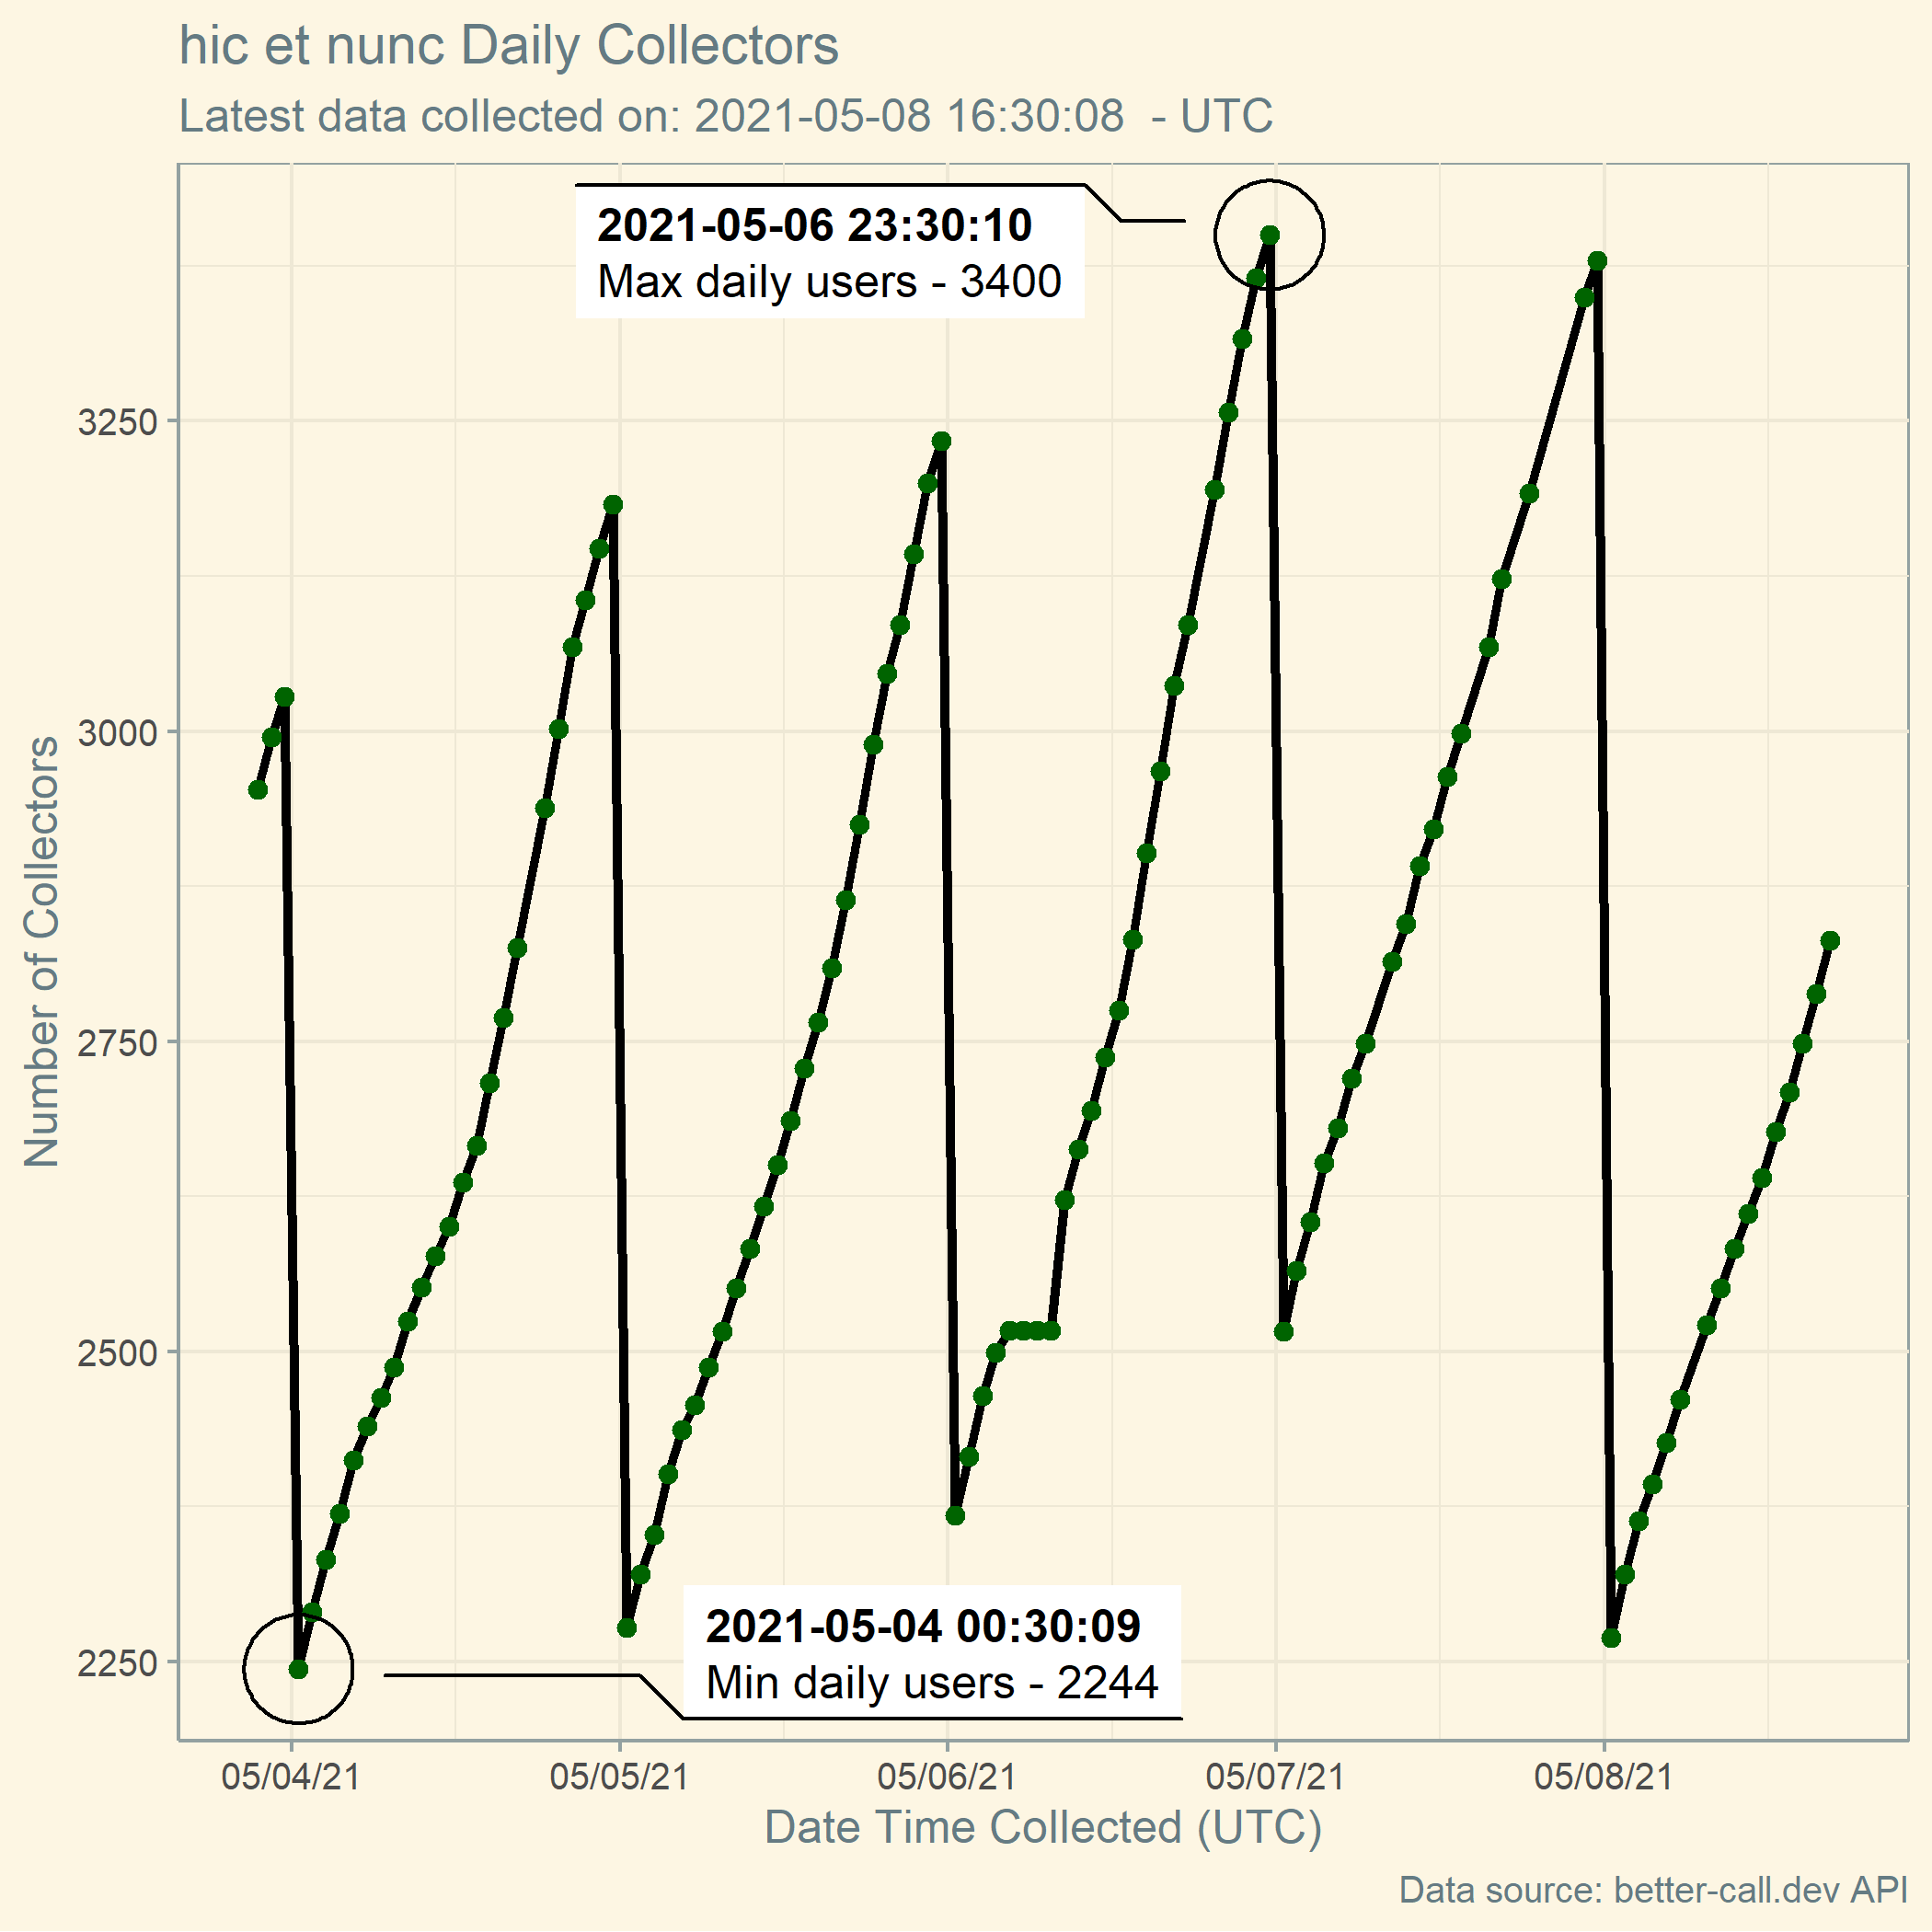 hic et nunc Daily Collectors
Latest data collected on: 2021-05-08 16:30:08  - UTC
2021-05-06 23:30:10
Max daily users - 3400
3250
3000
2750
2500
2250
Number of Collectors
2021-05-04 00:30:09
Min daily users - 2244
05/04/21 05/05/21 05/06/21 05/07/21 05/08/21
Date Time Collected (UTC)
Data source: better-call.dev API